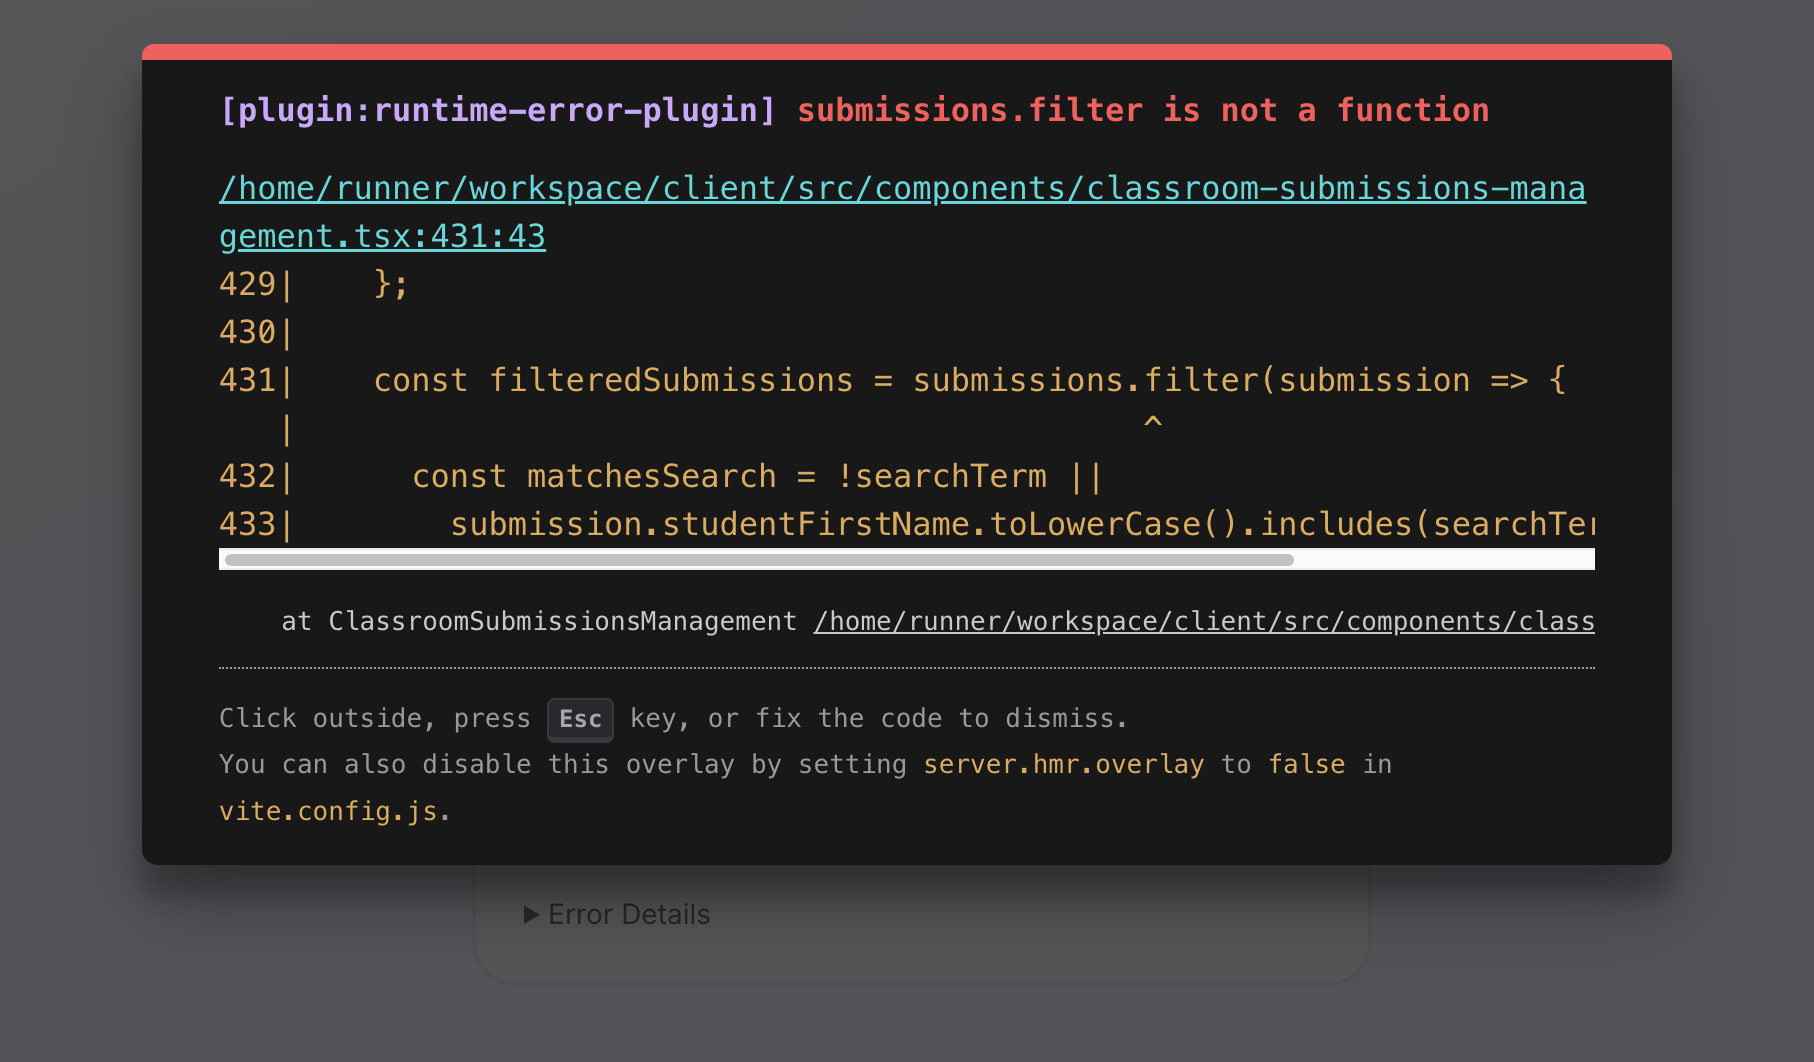 [plugin:runtime-error-plugin] submissions.filter is not a function
/home/runner/workspace/client/src/components/classroom-submissions-mana
gement.tsx:431:43
429|    };
430|
431|    const filteredSubmissions = submissions.filter(submission => {
   |                                            ^
432|      const matchesSearch = !searchTerm ||
433|        submission.studentFirstName.toLowerCase().includes(searchTer
at ClassroomSubmissionsManagement /home/runner/workspace/client/src/components/class
Click outside, press Esc key, or fix the code to dismiss.
You can also disable this overlay by setting server.hmr.overlay to false in
vite.config.js.
▶ Error Details